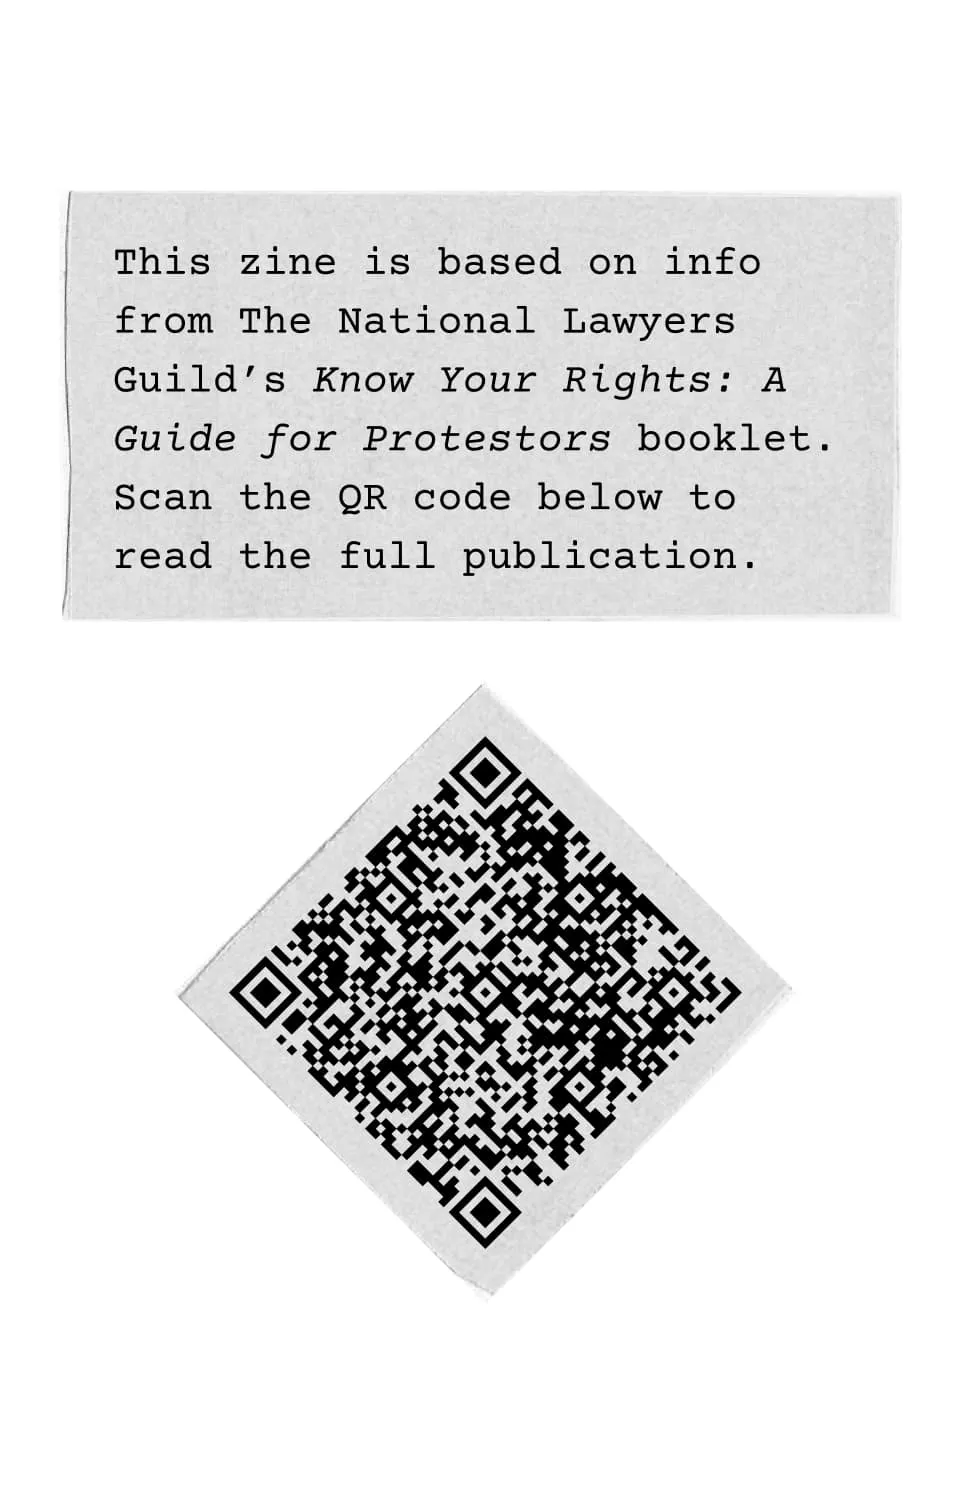 This zine is based on info
from The National Lawyers
Guild’s Know Your Rights: A
Guide for Protestors booklet.
Scan the QR code below to
read the full publication.